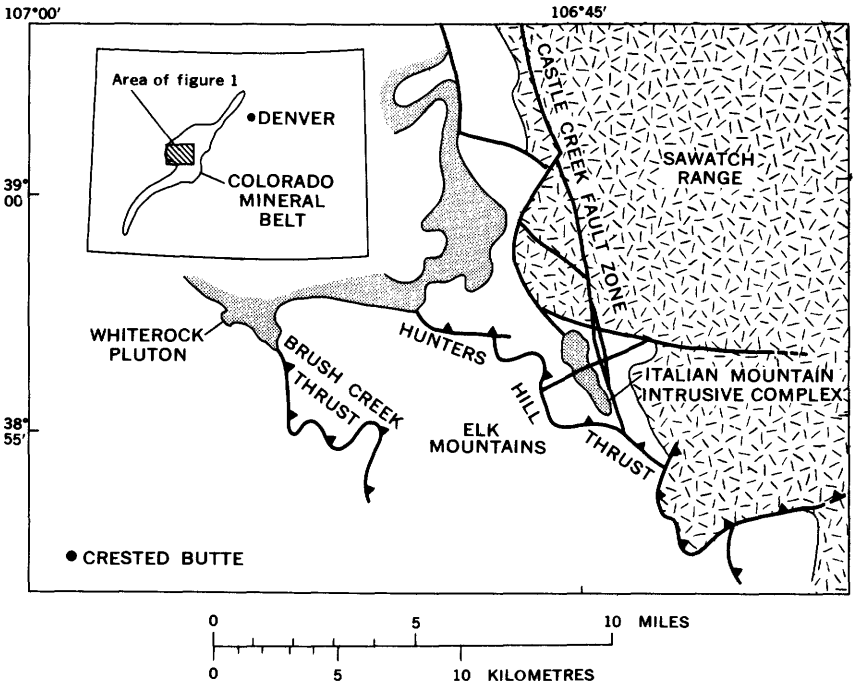 107°00'
106°45'
Area of figure 1
DENVER
COLORADO
MINERAL
BELT
CASTLE CREEK FAULT ZONE
SAWATCH
RANGE
39°
00'
WHITEROCK
PLUTON
BRUSH CREEK
THRUST
HUNTERS
HILL
THRUST
ITALIAN MOUNTAIN
INTRUSIVE COMPLEX
ELK
MOUNTAINS
38°
55'
CRESTED BUTTE
0 5 10 MILES
0 5 10 KILOMETRES